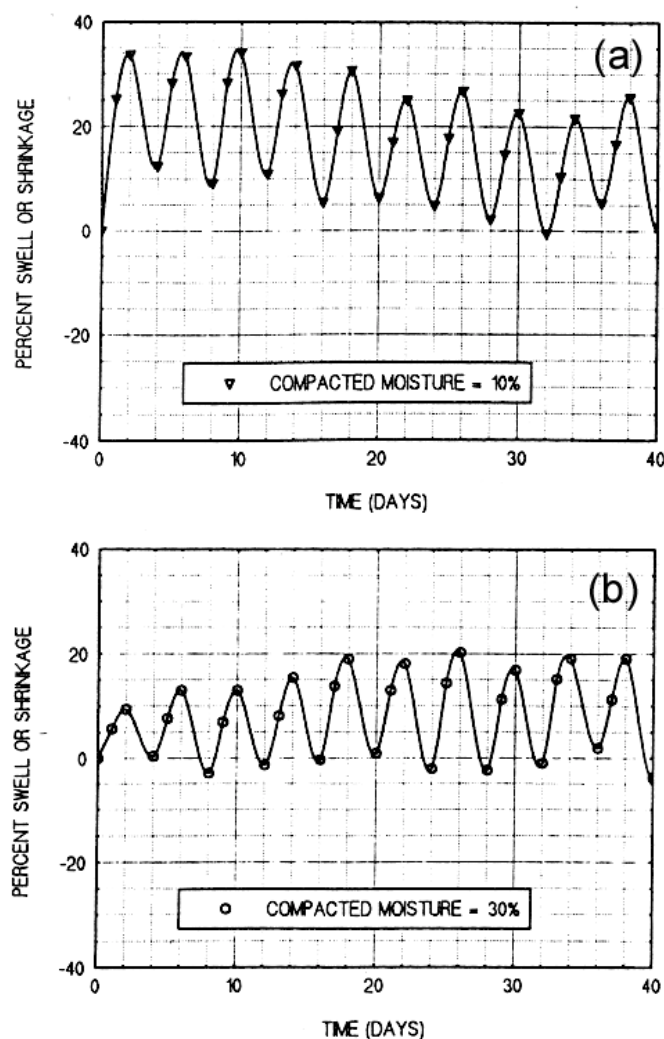 (a)
PERCENT SWELL OR SHRINKAGE
40
20
0
-20
-40
COMPACTED MOISTURE = 10%
0 10 20 30 40
TIME (DAYS)
(b)
PERCENT SWELL OR SHRINKAGE
40
20
0
-20
-40
COMPACTED MOISTURE = 30%
0 10 20 30 40
TIME (DAYS)